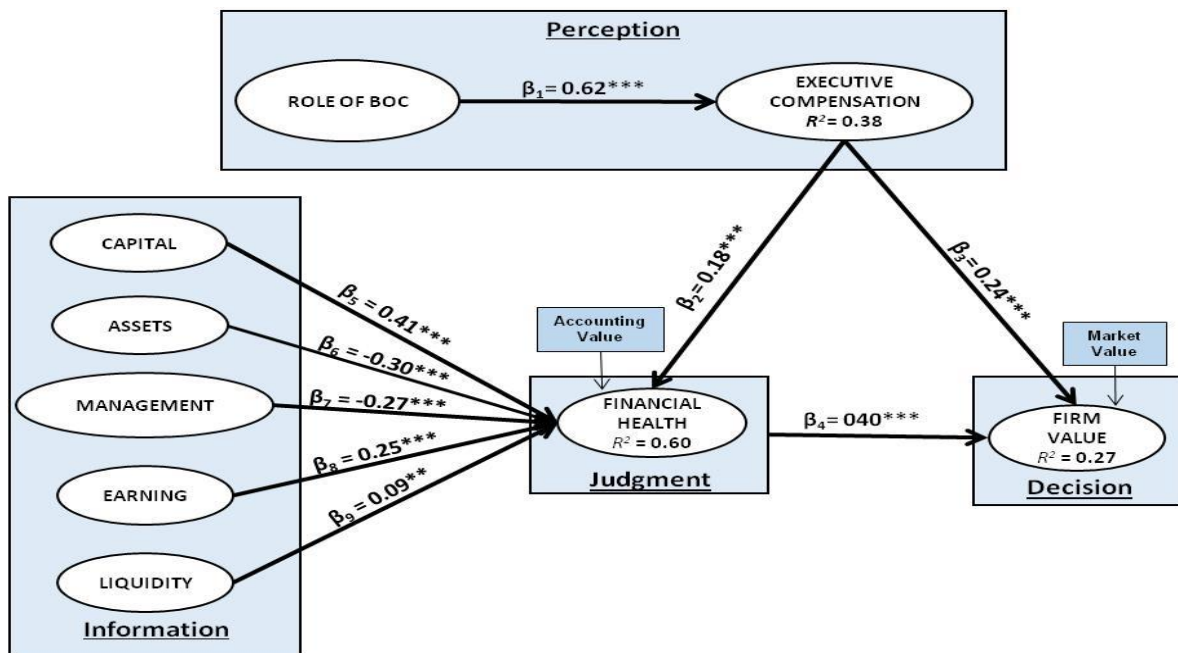 Perception
ROLE OF BOC
β₁= 0.62***
EXECUTIVE
COMPENSATION
R²= 0.38
β₂= 0.18***
β₃= 0.24***
CAPITAL
ASSETS
MANAGEMENT
EARNING
LIQUIDITY
Information
β₅ = 0.41***
β₆ = -0.30***
β₇ = -0.27***
β₈ = 0.25***
β₉ = 0.09**
Accounting
Value
FINANCIAL
HEALTH
R² = 0.60
Judgment
β₄= 040***
Market
Value
FIRM
VALUE
R² = 0.27
Decision